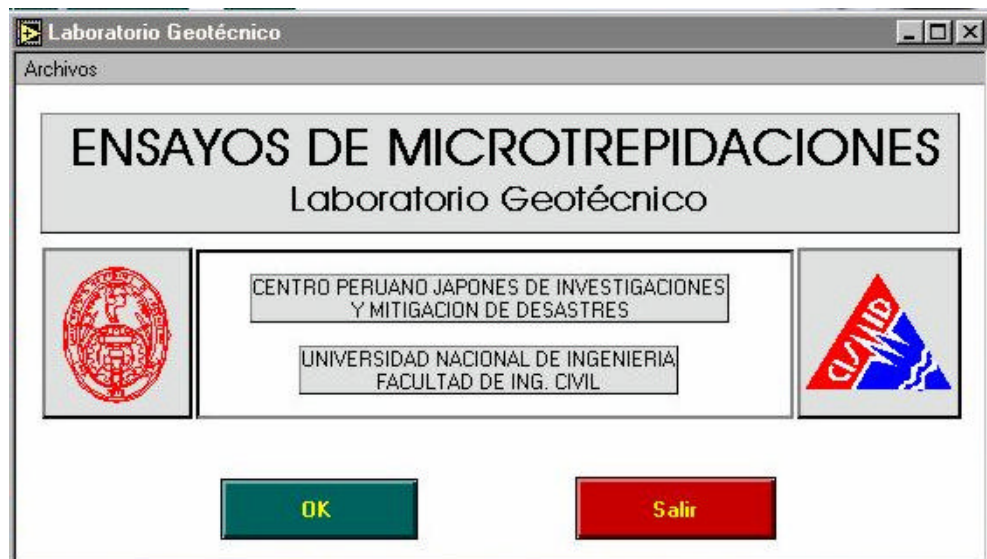 Laboratorio Geotécnico
Archivos
ENSAYOS DE MICROTREPIDACIONES
Laboratorio Geotécnico
CENTRO PERUANO JAPONES DE INVESTIGACIONES
Y MITIGACION DE DESASTRES
UNIVERSIDAD NACIONAL DE INGENIERIA
FACULTAD DE ING. CIVIL
CISMID
OK
Salir